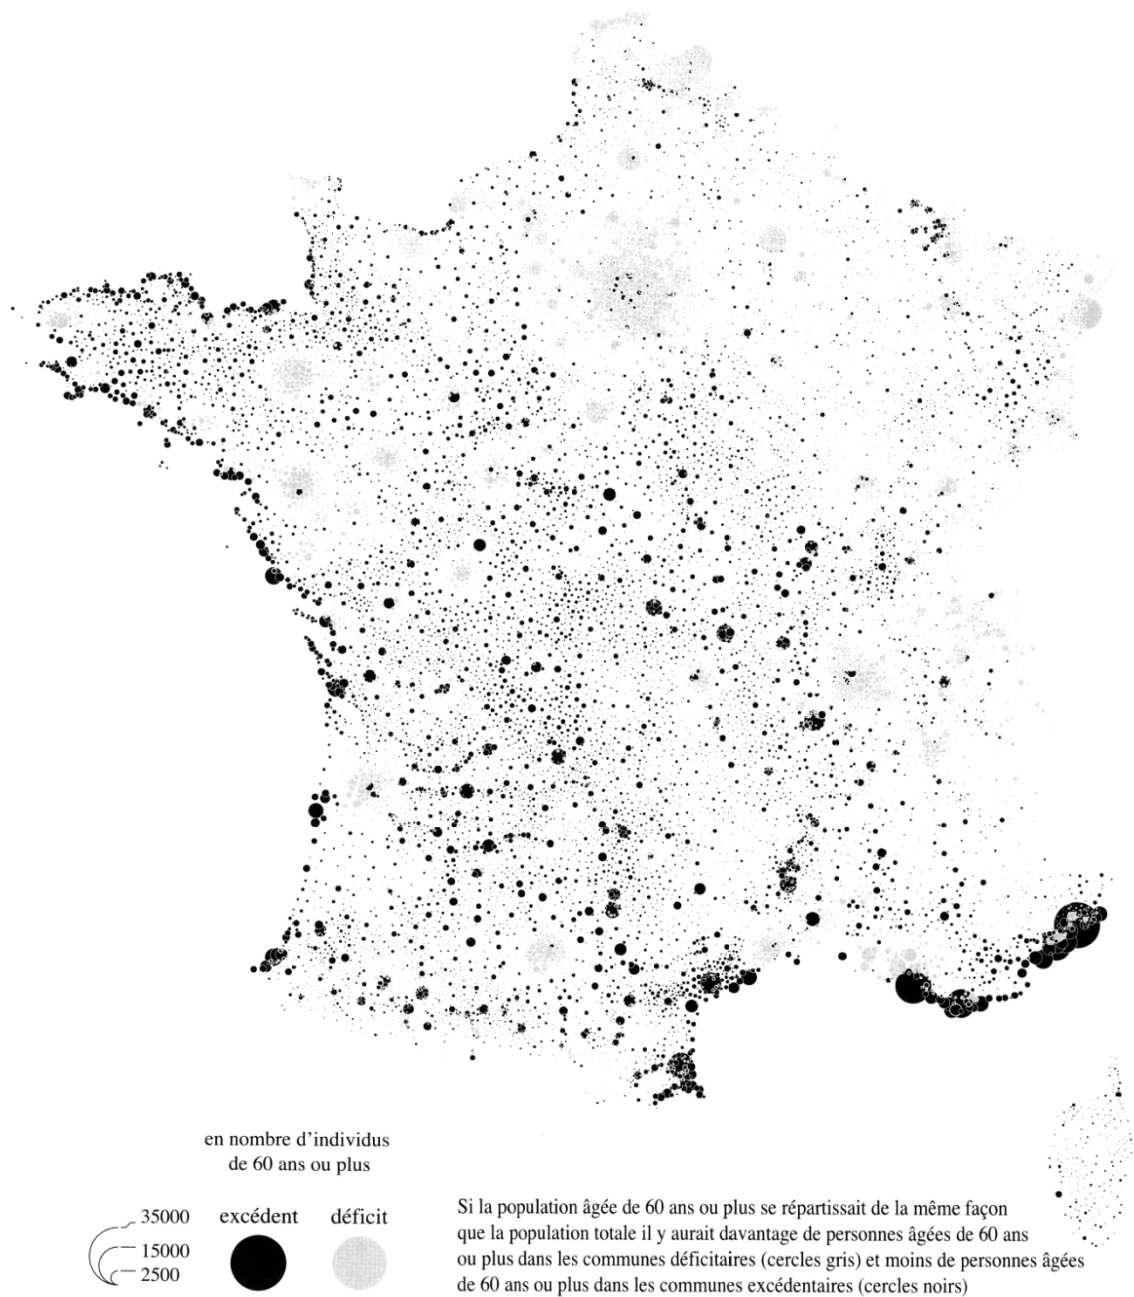 en nombre d'individus
de 60 ans ou plus
35000
15000
2500
excédent
déficit
Si la population âgée de 60 ans ou plus se répartissait de la même façon
que la population totale il y aurait davantage de personnes âgées de 60 ans
ou plus dans les communes déficitaires (cercles gris) et moins de personnes âgées
de 60 ans ou plus dans les communes excédentaires (cercles noirs)